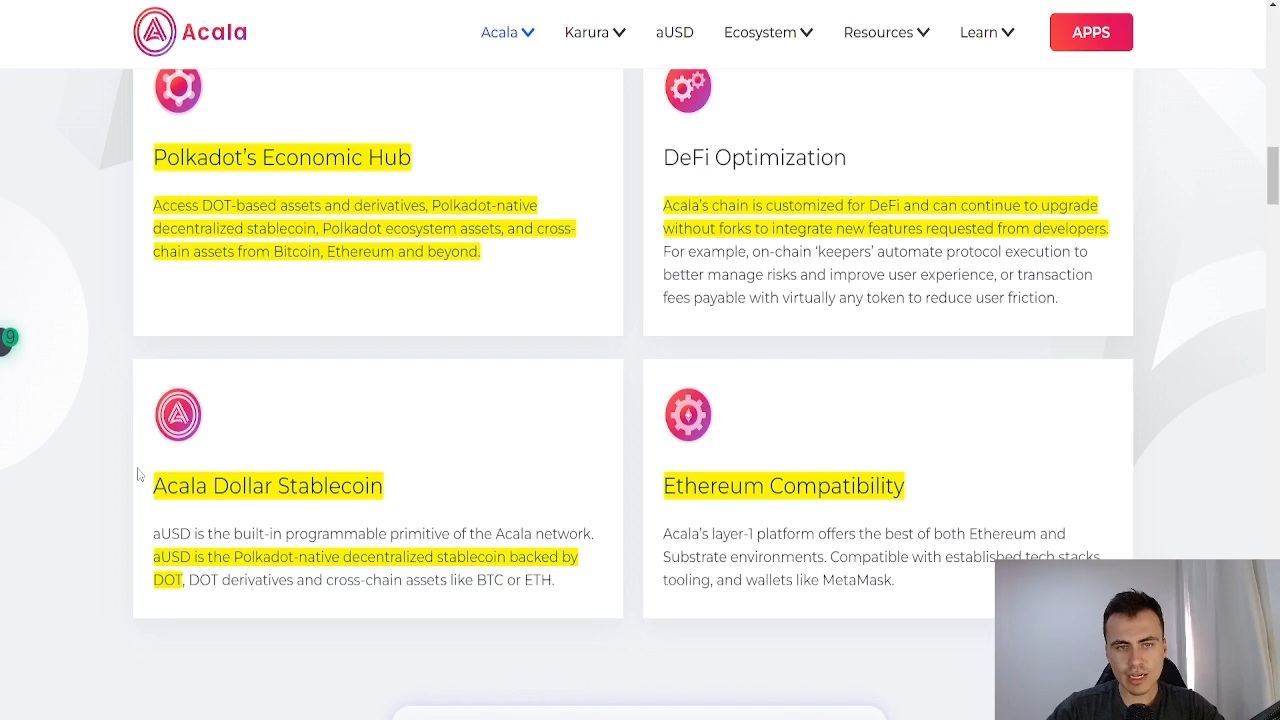 Acala
Acala
Karura
aUSD
Ecosystem
Resources
Learn
APPS
Polkadot's Economic Hub
Access DOT-based assets and derivatives, Polkadot-native
decentralized stablecoin, Polkadot ecosystem assets, and cross-
chain assets from Bitcoin, Ethereum and beyond.
DeFi Optimization
Acala's chain is customized for DeFi and can continue to upgrade
without forks to integrate new features requested from developers.
For example, on-chain ‘keepers’ automate protocol execution to
better manage risks and improve user experience, or transaction
fees payable with virtually any token to reduce user friction.
9
Acala Dollar Stablecoin
aUSD is the built-in programmable primitive of the Acala network.
aUSD is the Polkadot-native decentralized stablecoin backed by
DOT, DOT derivatives and cross-chain assets like BTC or ETH.
Ethereum Compatibility
Acala's layer-1 platform offers the best of both Ethereum and
Substrate environments. Compatible with established tech stacks
tooling, and wallets like MetaMask.